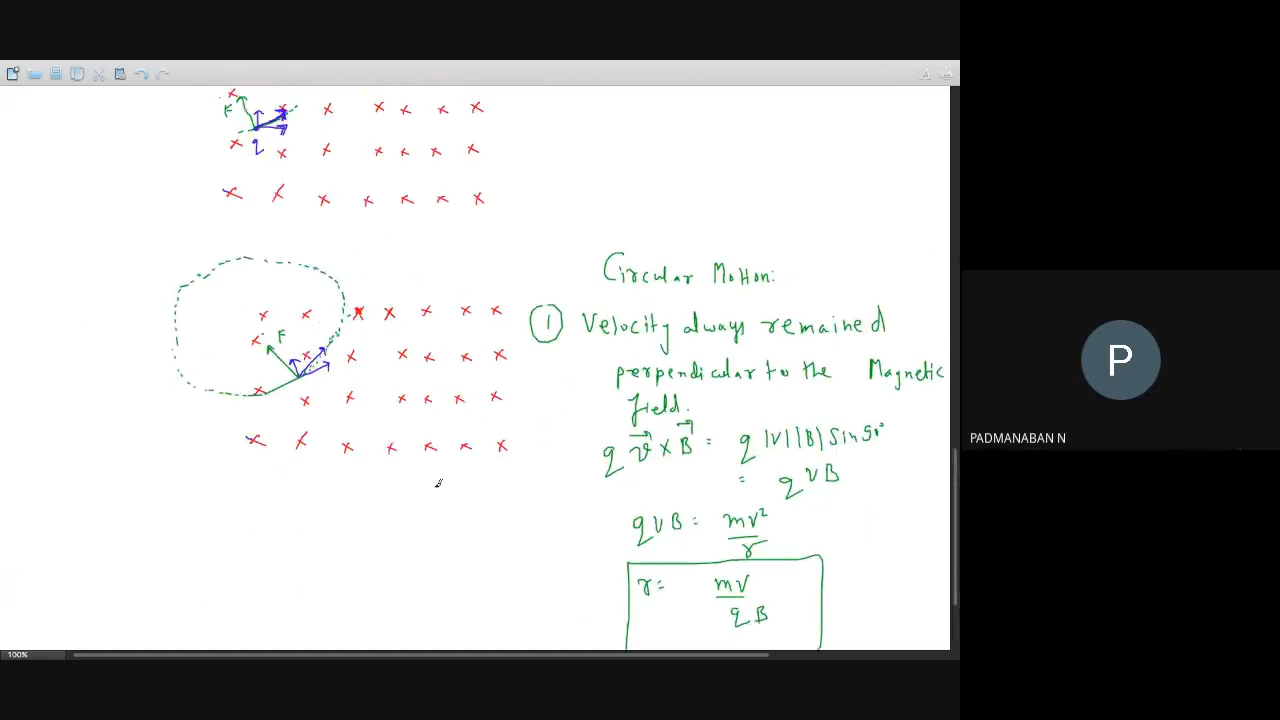 F
q
Circular Motion:
F
1 Velocity always remained
perpendicular to the Magnetic
field.
q v⃗ × B⃗ = q |v| |B| Sin 90°
= q v B
q v B = mv²/r
r = mv/qB
100%
P
PADMANABAN N